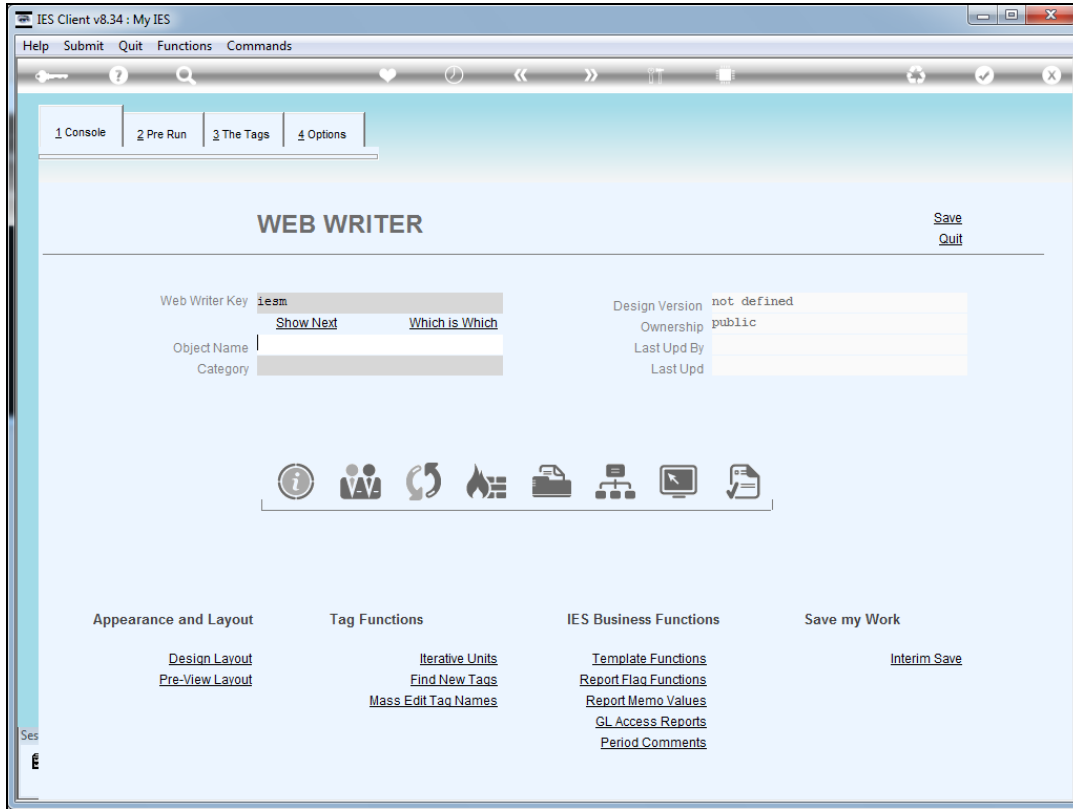 IES Client v8.34 : My IES
Help Submit Quit Functions Commands
1 Console 2 Pre Run 3 The Tags 4 Options
WEB WRITER
Save
Quit
Web Writer Key iesm
Show Next Which is Which
Object Name
Category
Design Version not defined
Ownership public
Last Upd By
Last Upd
Appearance and Layout
Design Layout
Pre-View Layout
Tag Functions
Iterative Units
Find New Tags
Mass Edit Tag Names
IES Business Functions
Template Functions
Report Flag Functions
Report Memo Values
GL Access Reports
Period Comments
Save my Work
Interim Save
Ses